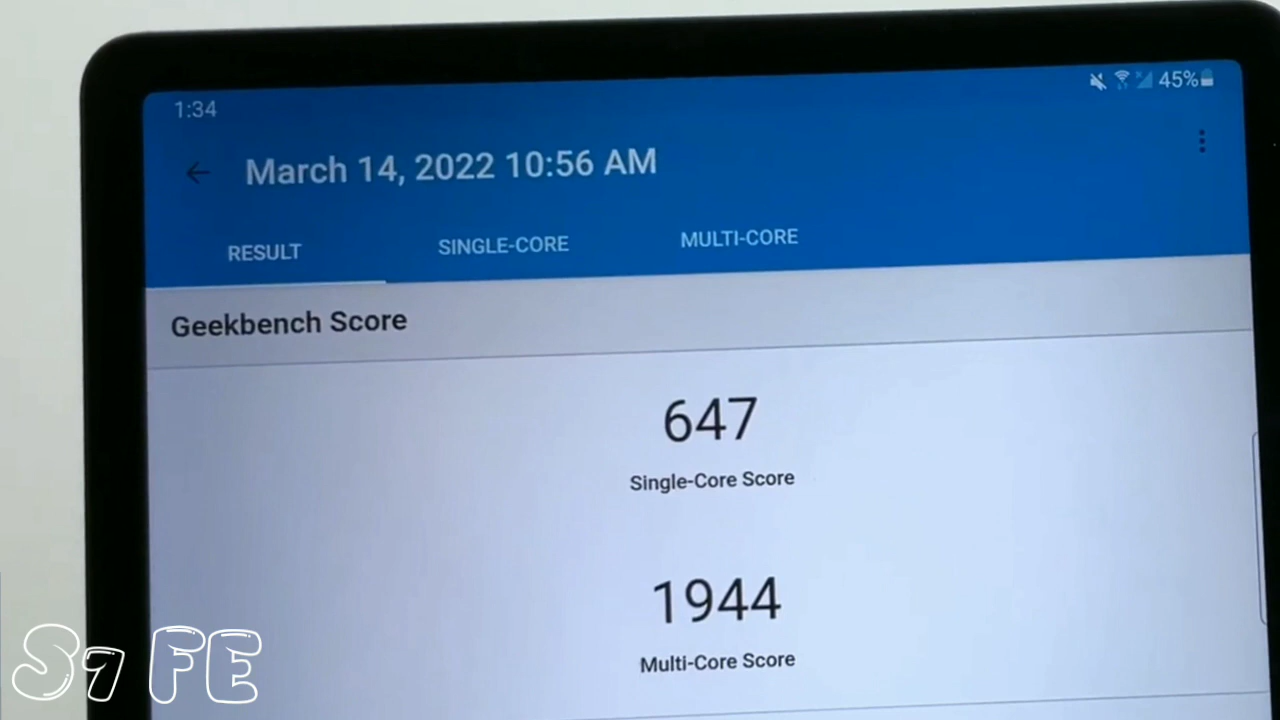 1:34
45%
March 14, 2022 10:56 AM
RESULT
SINGLE-CORE
MULTI-CORE
Geekbench Score
647
Single-Core Score
1944
Multi-Core Score
S7 FE